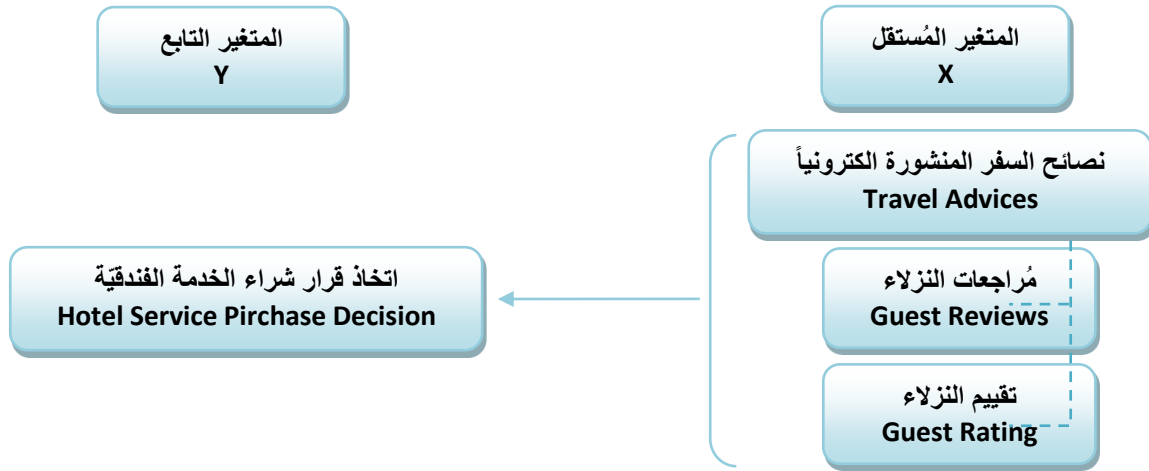 المتغير المُستقل
X
المتغير التابع
Y
نصائح السفر المنشورة الكترونياً
Travel Advices
مُراجعات النزلاء
Guest Reviews
تقييم النزلاء
Guest Rating
اتخاذ قرار شراء الخدمة الفندقيّة
Hotel Service Pirchase Decision